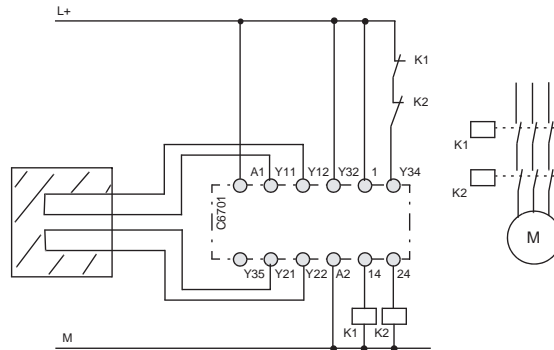 L+
K1
K2
A1 Y11 Y12 Y32 1 Y34
C6701
Y35 Y21 Y22 A2 14 24
K1 K2
M
K1
K2
M